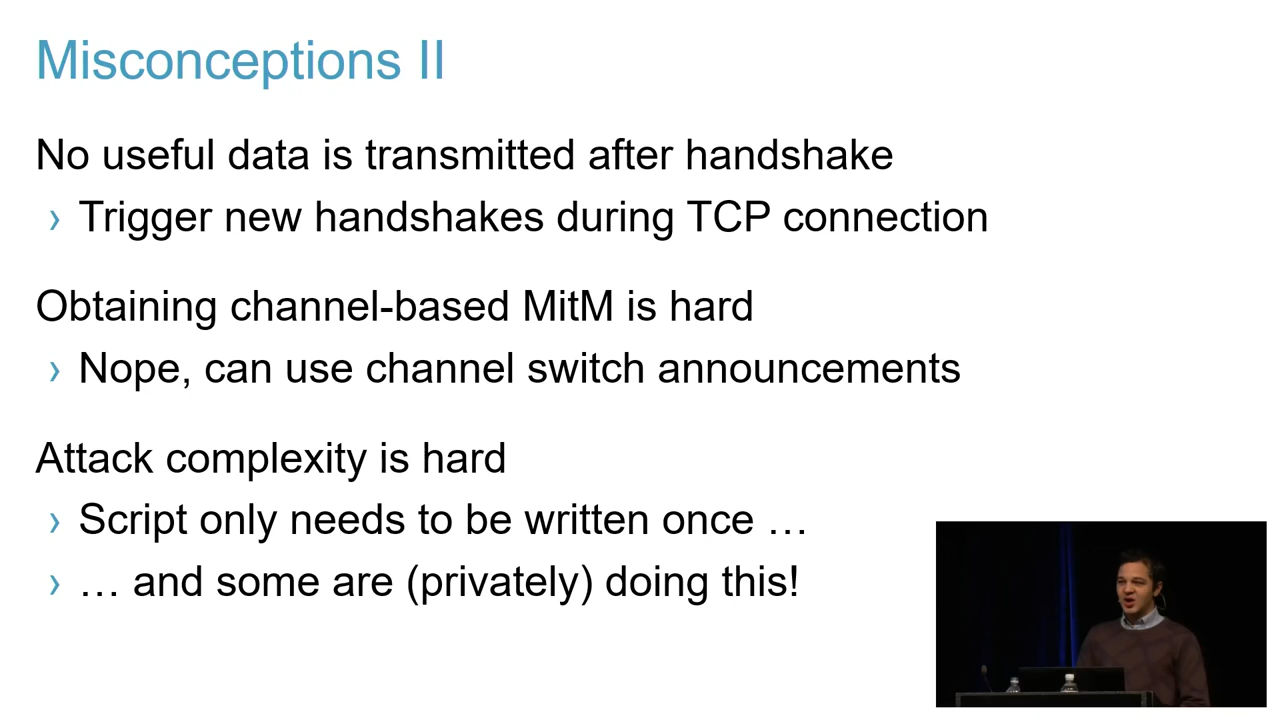 Misconceptions II
No useful data is transmitted after handshake
› Trigger new handshakes during TCP connection
Obtaining channel-based MitM is hard
› Nope, can use channel switch announcements
Attack complexity is hard
› Script only needs to be written once …
› … and some are (privately) doing this!